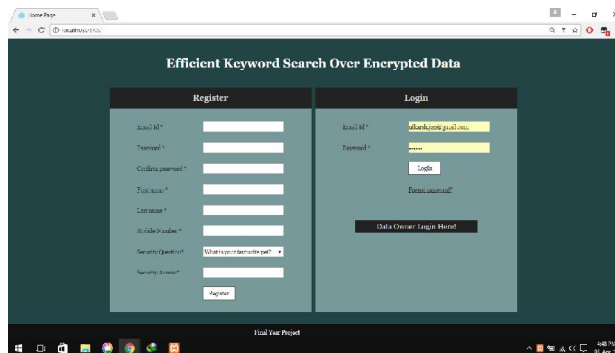 Home Page
Efficient Keyword Search Over Encrypted Data
Register
Email Id *
Password *
Confirm password *
First name *
Last name *
Mobile Number *
Security Question*
What is your favourite pet?
Security Answer*
Register
Login
Email Id *
Password *
Login
Forgot password?
Data Owner Login Here!
Final Year Project